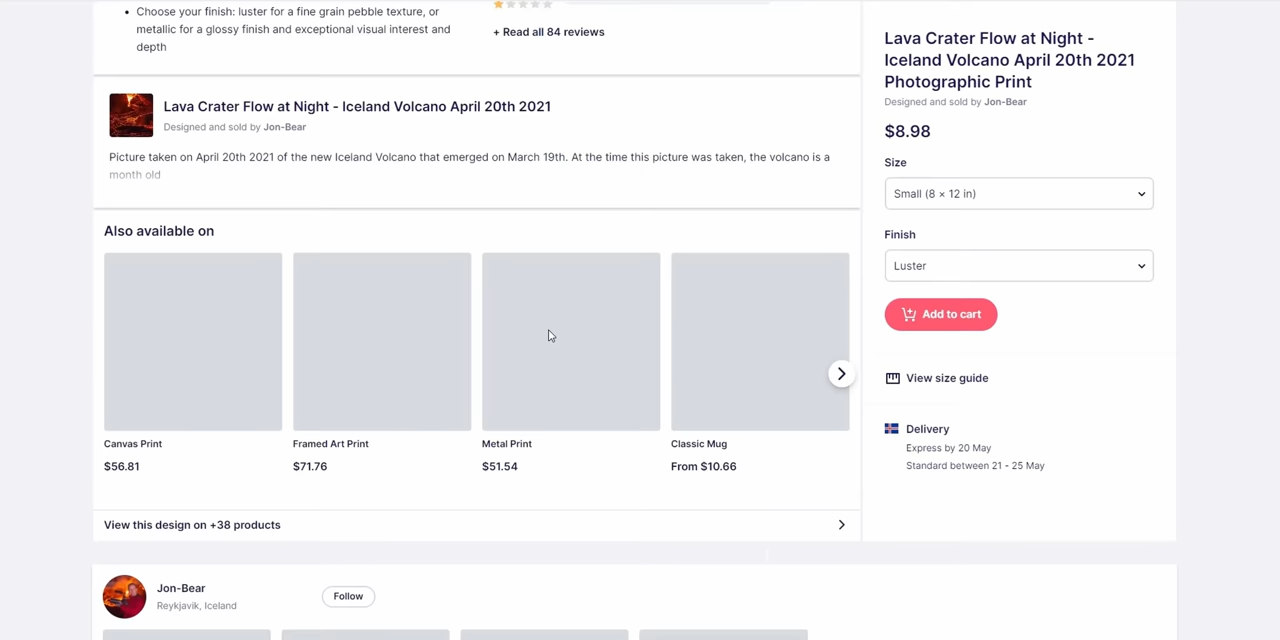 • Choose your finish: luster for a fine grain pebble texture, or
metallic for a glossy finish and exceptional visual interest and
depth
+ Read all 84 reviews
Lava Crater Flow at Night - Iceland Volcano April 20th 2021
Designed and sold by Jon-Bear
Picture taken on April 20th 2021 of the new Iceland Volcano that emerged on March 19th. At the time this picture was taken, the volcano is a
month old
Also available on
Canvas Print
$56.81
Framed Art Print
$71.76
Metal Print
$51.54
Classic Mug
From $10.66
View this design on +38 products
Jon-Bear
Reykjavik, Iceland
Follow
Lava Crater Flow at Night -
Iceland Volcano April 20th 2021
Photographic Print
Designed and sold by Jon-Bear
$8.98
Size
Small (8 × 12 in)
Finish
Luster
Add to cart
View size guide
Delivery
Express by 20 May
Standard between 21 - 25 May